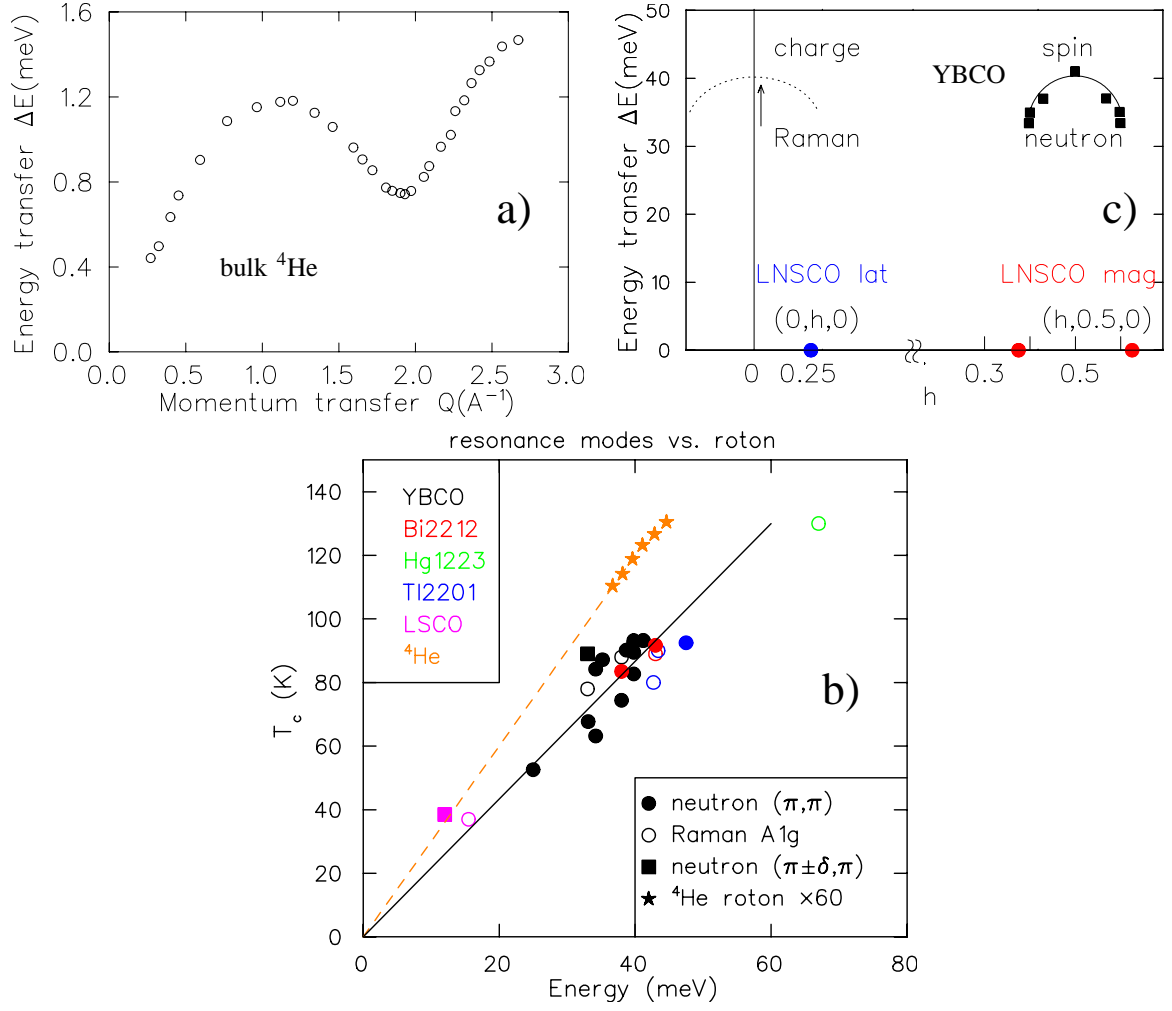 1.6
1.2
0.8
0.4
0.0
Energy transfer ΔE(meV)
a)
bulk ⁴He
0.0 0.5 1.0 1.5 2.0 2.5 3.0
Momentum transfer Q(A⁻¹)
50
40
30
20
10
0
Energy transfer ΔE(meV)
charge
spin
YBCO
Raman
neutron
c)
LNSCO lat
LNSCO mag
(0,h,0)
(h,0.5,0)
0 0.25 0.3 0.5
h
resonance modes vs. roton
140
120
100
80
60
40
20
0
T_c (K)
YBCO
Bi2212
Hg1223
Tl2201
LSCO
⁴He
b)
neutron (π,π)
Raman A1g
neutron (π±δ,π)
⁴He roton ×60
0 20 40 60 80
Energy (meV)